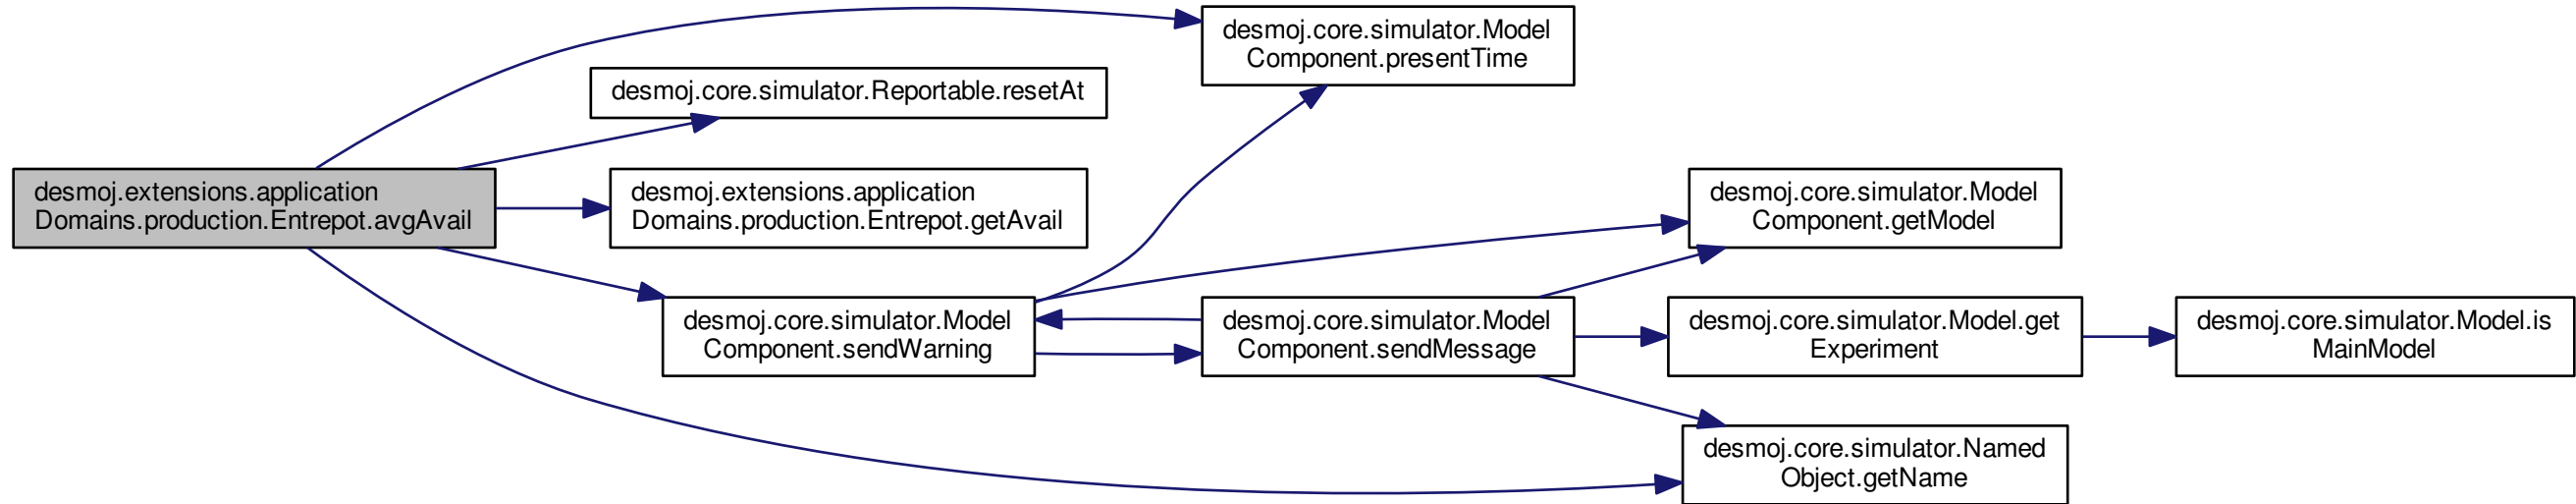 desmoj.core.simulator.Model
Component.presentTime
desmoj.core.simulator.Reportable.resetAt
desmoj.extensions.application
Domains.production.Entrepot.avgAvail
desmoj.extensions.application
Domains.production.Entrepot.getAvail
desmoj.core.simulator.Model
Component.getModel
desmoj.core.simulator.Model
Component.sendWarning
desmoj.core.simulator.Model
Component.sendMessage
desmoj.core.simulator.Model.get
Experiment
desmoj.core.simulator.Model.is
MainModel
desmoj.core.simulator.Named
Object.getName